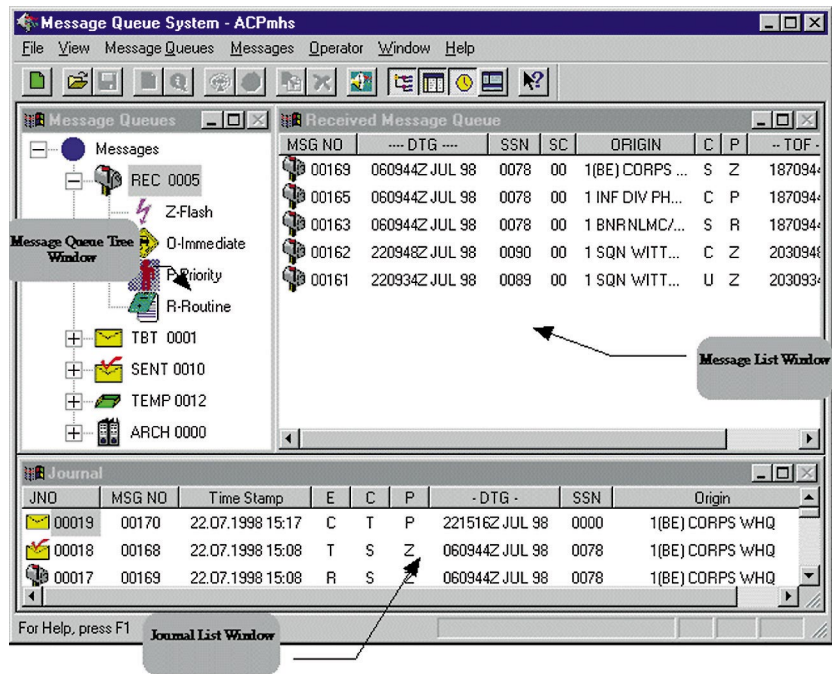 Message Queue System - ACPmhs
File View Message Queues Messages Operator Window Help
Message Queues
Messages
REC 0005
Z-Flash
O-Immediate
P-Priority
R-Routine
TBT 0001
SENT 0010
TEMP 0012
ARCH 0000
Message Queue Tree
Window
Received Message Queue
MSG NO ---- DTG ---- SSN SC ORIGIN C P -- TOF -
00169 060944Z JUL 98 0078 00 1(BE) CORPS ... S Z 1870944
00165 060944Z JUL 98 0078 00 1 INF DIV PH... C P 1870944
00163 060944Z JUL 98 0078 00 1 BNRNLMC/... S R 1870944
00162 220948Z JUL 98 0090 00 1 SQN WITT... C Z 2030948
00161 220934Z JUL 98 0089 00 1 SQN WITT... U Z 2030934
Message List Window
Journal
JNO MSG NO Time Stamp E C P - DTG - SSN Origin
00019 00170 22.07.1998 15:17 C T P 221516Z JUL 98 0000 1(BE) CORPS WHQ
00018 00168 22.07.1998 15:08 T S Z 060944Z JUL 98 0078 1(BE) CORPS WHQ
00017 00169 22.07.1998 15:08 R S Z 060944Z JUL 98 0078 1(BE) CORPS WHQ
For Help, press F1
Journal List Window